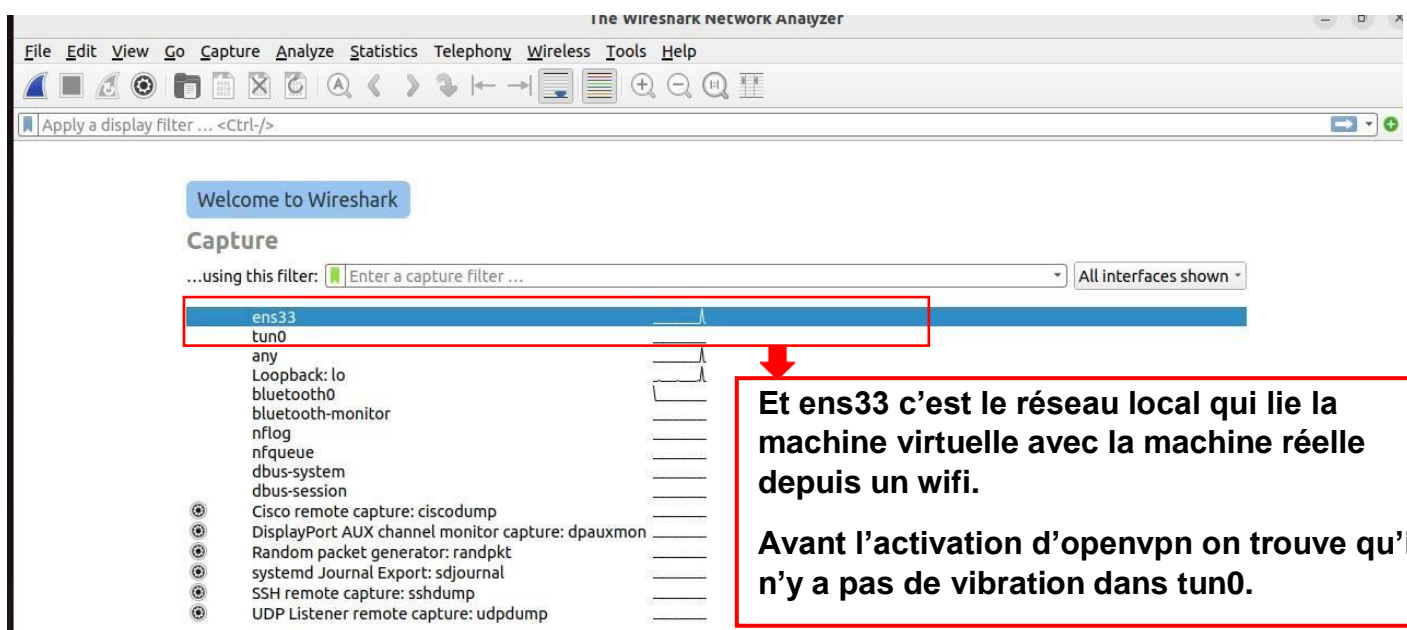 The Wireshark Network Analyzer
File Edit View Go Capture Analyze Statistics Telephony Wireless Tools Help
Apply a display filter ... <Ctrl-/>
Welcome to Wireshark
Capture
...using this filter: Enter a capture filter ... All interfaces shown
ens33
tun0
any
Loopback: lo
bluetooth0
bluetooth-monitor
nflog
nfqueue
dbus-system
dbus-session
Cisco remote capture: ciscodump
DisplayPort AUX channel monitor capture: dpauxmon
Random packet generator: randpkt
systemd Journal Export: sdjournal
SSH remote capture: sshdump
UDP Listener remote capture: udpdump
Et ens33 c’est le réseau local qui lie la
machine virtuelle avec la machine réelle
depuis un wifi.
Avant l’activation d’openvpn on trouve
n’y a pas de vibration dans tun0.